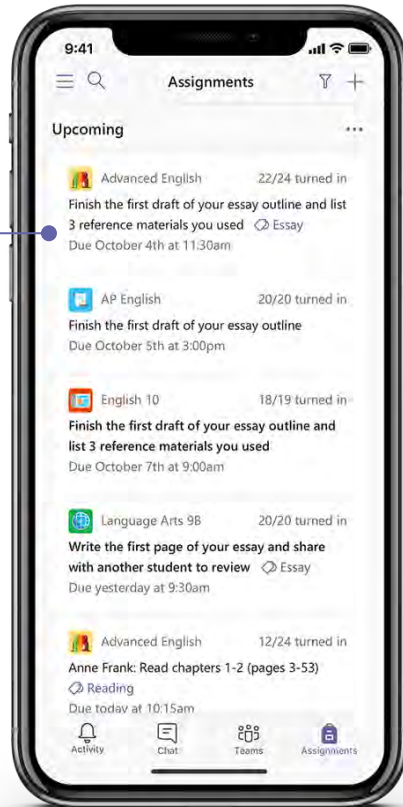 9:41
Assignments
Upcoming
Advanced English 22/24 turned in
Finish the first draft of your essay outline and list
3 reference materials you used Essay
Due October 4th at 11:30am
AP English 20/20 turned in
Finish the first draft of your essay outline
Due October 5th at 3:00pm
English 10 18/19 turned in
Finish the first draft of your essay outline and
list 3 reference materials you used
Due October 7th at 9:00am
Language Arts 9B 20/20 turned in
Write the first page of your essay and share
with another student to review Essay
Due yesterday at 9:30am
Advanced English 12/24 turned in
Anne Frank: Read chapters 1-2 (pages 3-53)
Reading
Due today at 10:15am
Activity Chat Teams Assignments